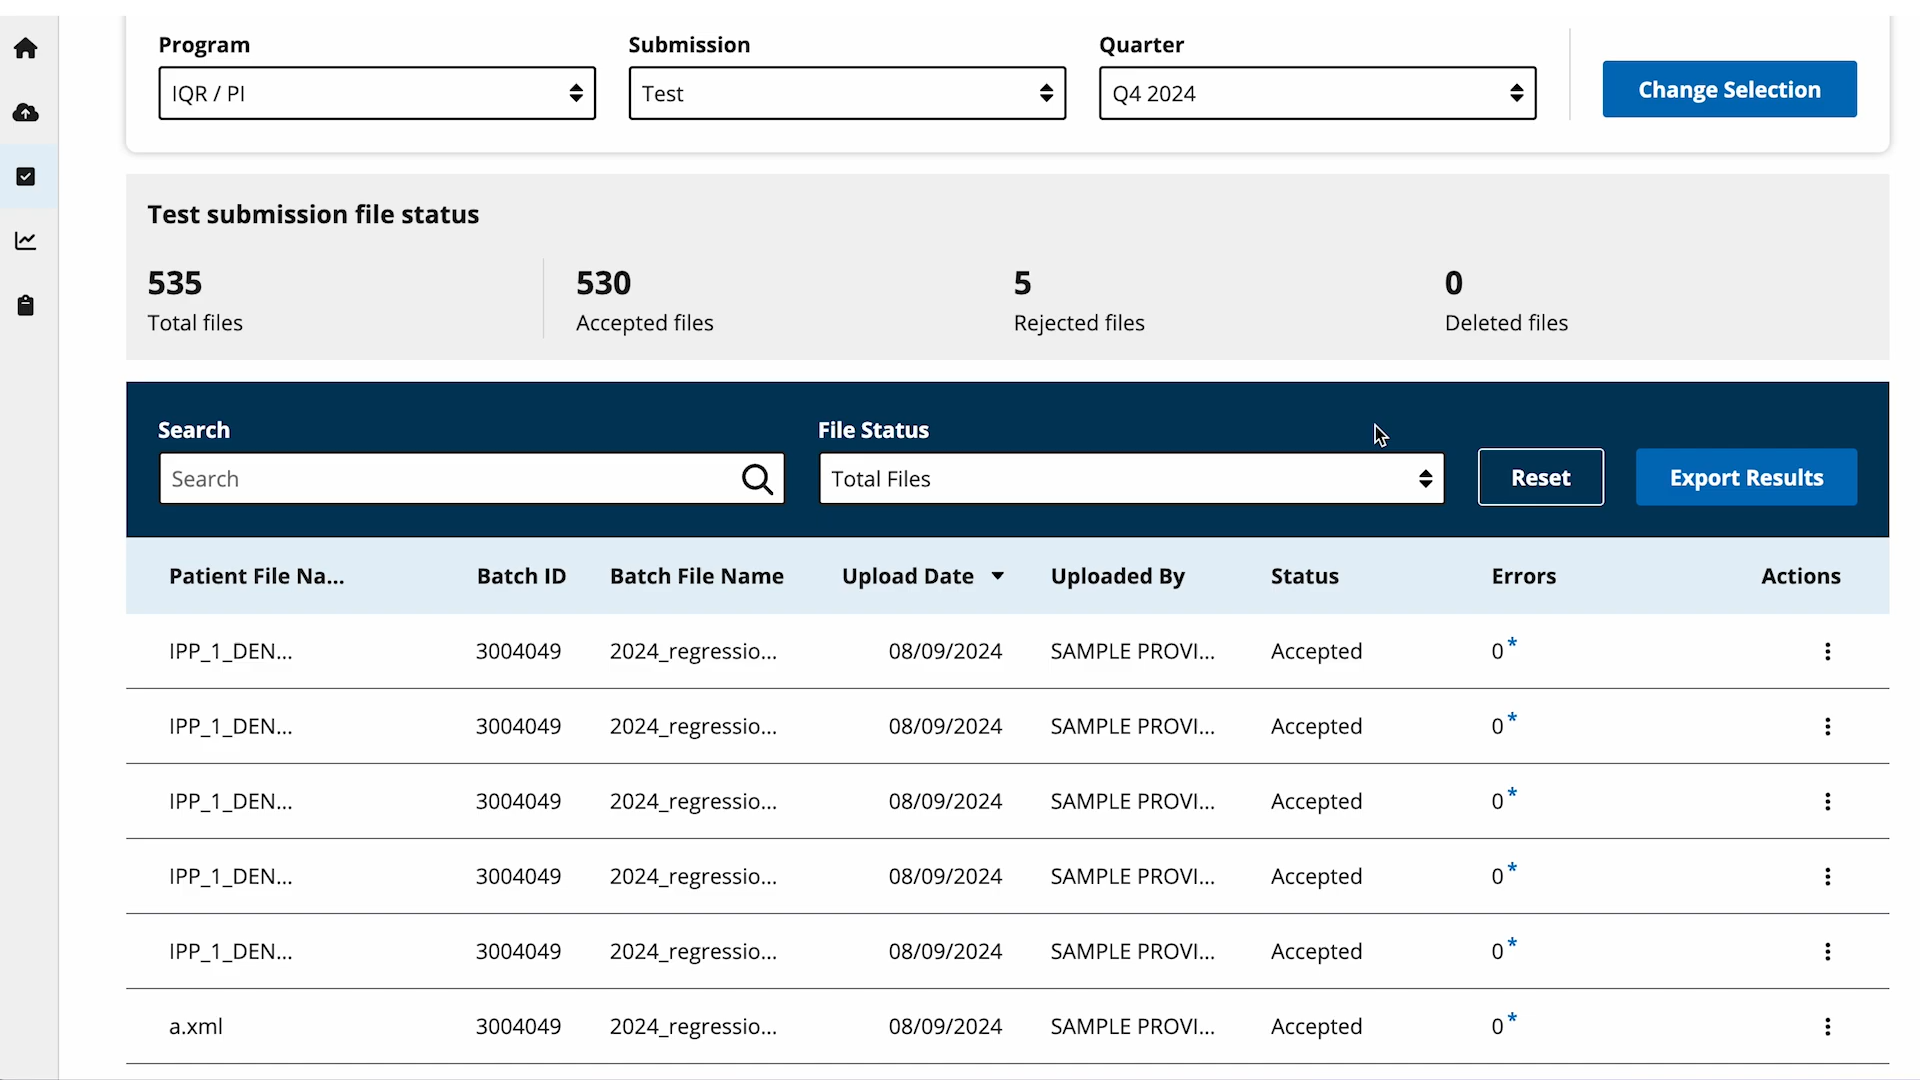 Program Submission Quarter
IQR / PI Test Q4 2024 Change Selection
Test submission file status
535 530 5 0
Total files Accepted files Rejected files Deleted files
Search File Status
Search Total Files Reset Export Results
Patient File Na... Batch ID Batch File Name Upload Date Uploaded By Status Errors Actions
IPP_1_DEN... 3004049 2024_regressio... 08/09/2024 SAMPLE PROVI... Accepted 0*
IPP_1_DEN... 3004049 2024_regressio... 08/09/2024 SAMPLE PROVI... Accepted 0*
IPP_1_DEN... 3004049 2024_regressio... 08/09/2024 SAMPLE PROVI... Accepted 0*
IPP_1_DEN... 3004049 2024_regressio... 08/09/2024 SAMPLE PROVI... Accepted 0*
IPP_1_DEN... 3004049 2024_regressio... 08/09/2024 SAMPLE PROVI... Accepted 0*
a.xml 3004049 2024_regressio... 08/09/2024 SAMPLE PROVI... Accepted 0*